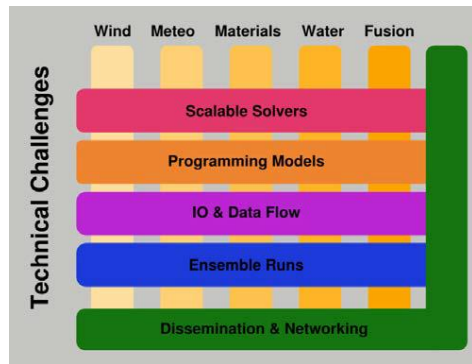 Wind Meteo Materials Water Fusion
Technical Challenges
Scalable Solvers
Programming Models
IO & Data Flow
Ensemble Runs
Dissemination & Networking